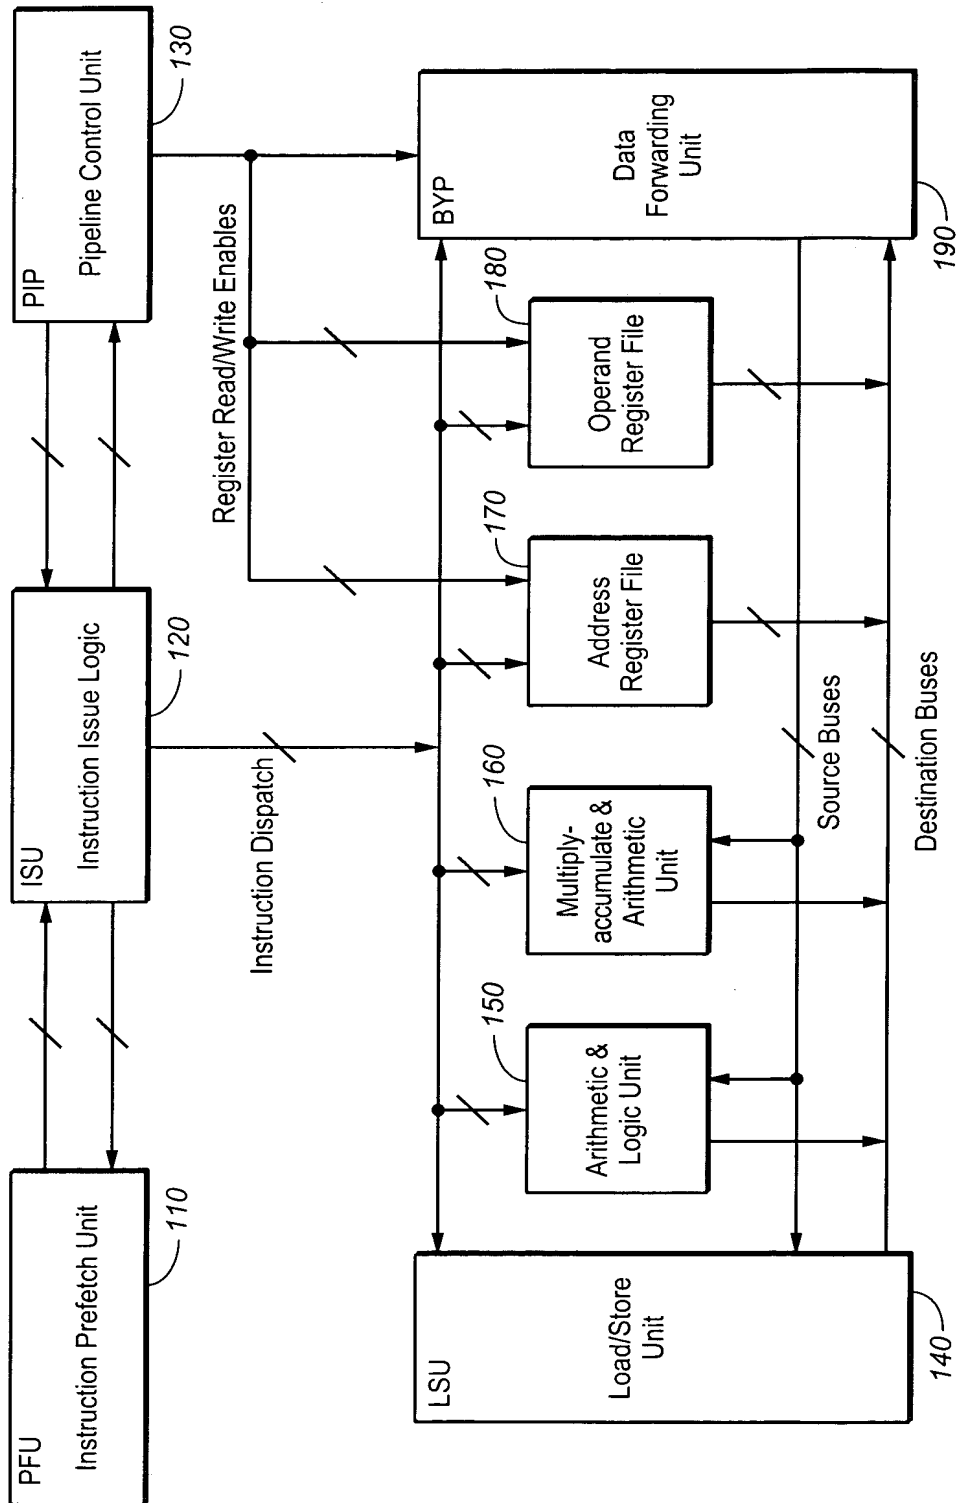 PFU
Instruction Prefetch Unit
110
ISU
Instruction Issue Logic
120
PIP
Pipeline Control Unit
130
Instruction Dispatch
Register Read/Write Enables
LSU
Load/Store
Unit
140
150
Arithmetic &
Logic Unit
160
Multiply-
accumulate &
Arithmetic
Unit
170
Address
Register File
180
Operand
Register File
BYP
Data
Forwarding
Unit
190
Source Buses
Destination Buses